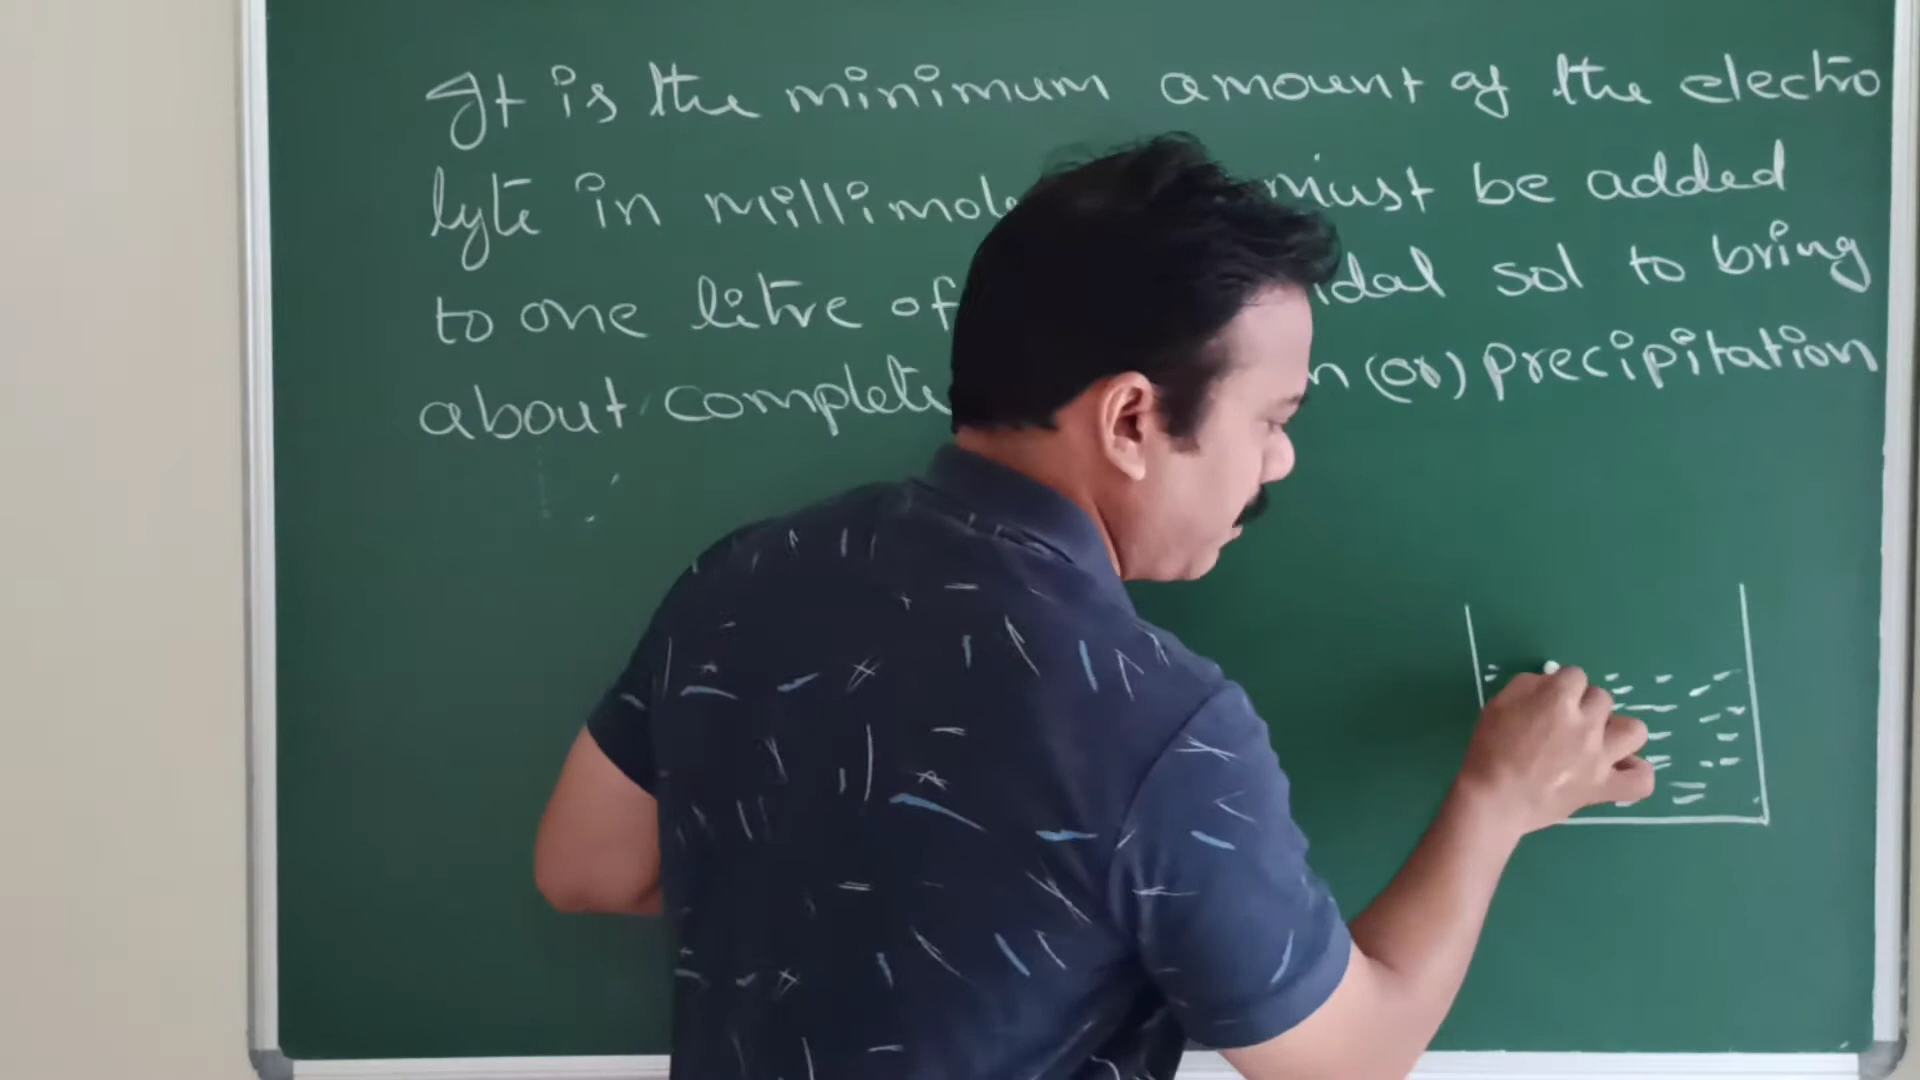 It is the minimum amount of the electro
lyte in millimole must be added
to one litre of sol to bring
about complete (or) precipitation